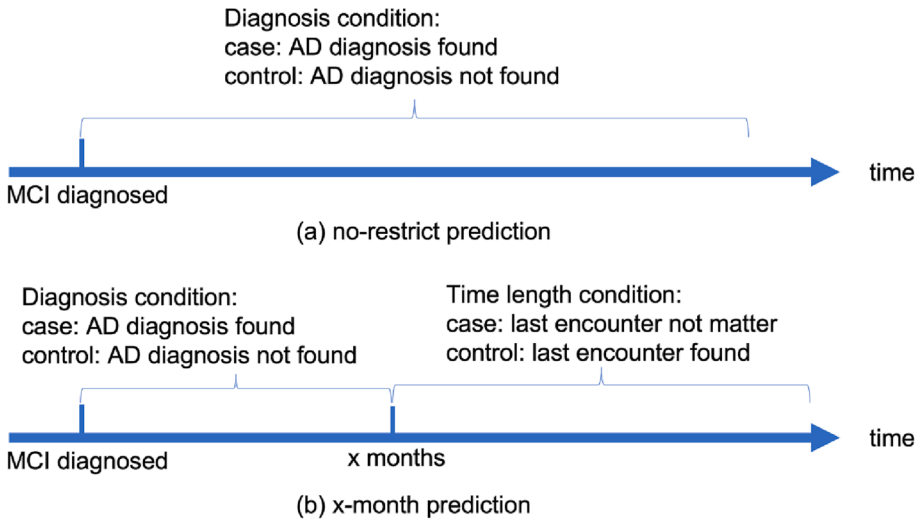 Diagnosis condition:
case: AD diagnosis found
control: AD diagnosis not found
time
MCI diagnosed
(a) no-restrict prediction
Diagnosis condition:
case: AD diagnosis found
control: AD diagnosis not found
Time length condition:
case: last encounter not matter
control: last encounter found
time
MCI diagnosed
x months
(b) x-month prediction